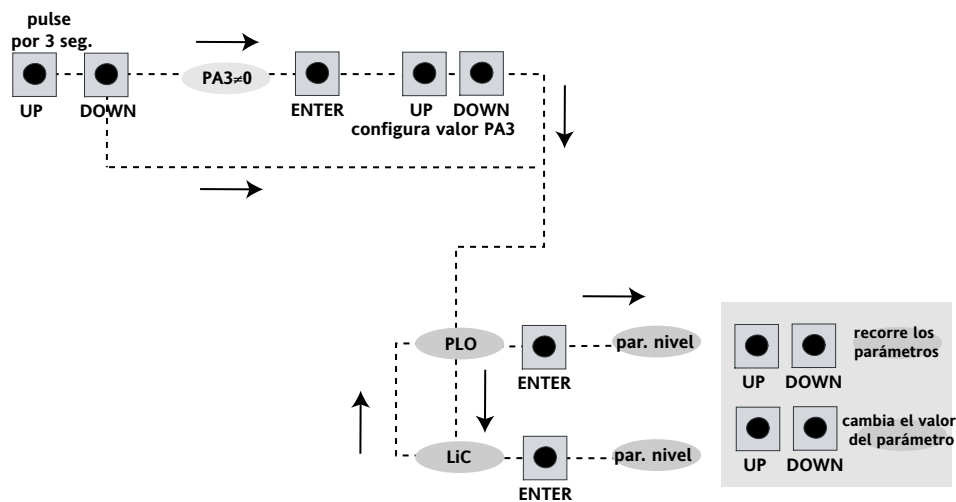 pulse
por 3 seg.
PA3≠0
UP
DOWN
ENTER
UP
DOWN
configura valor PA3
PLO
ENTER
par. nivel
LiC
ENTER
par. nivel
recorre los
parámetros
UP
DOWN
cambia el valor
del parámetro
UP
DOWN